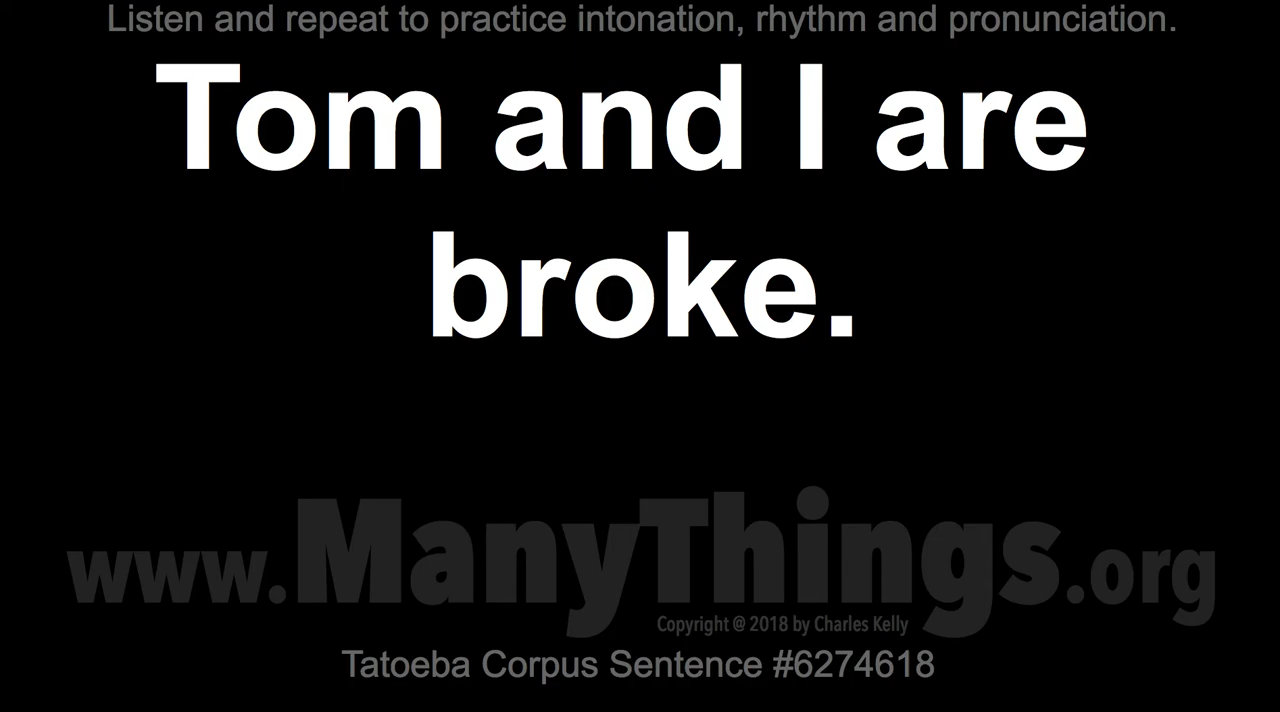 Listen and repeat to practice intonation, rhythm and pronunciation.
Tom and I are
broke.
www.ManyThings.org
Copyright @ 2018 by Charles Kelly
Tatoeba Corpus Sentence #6274618